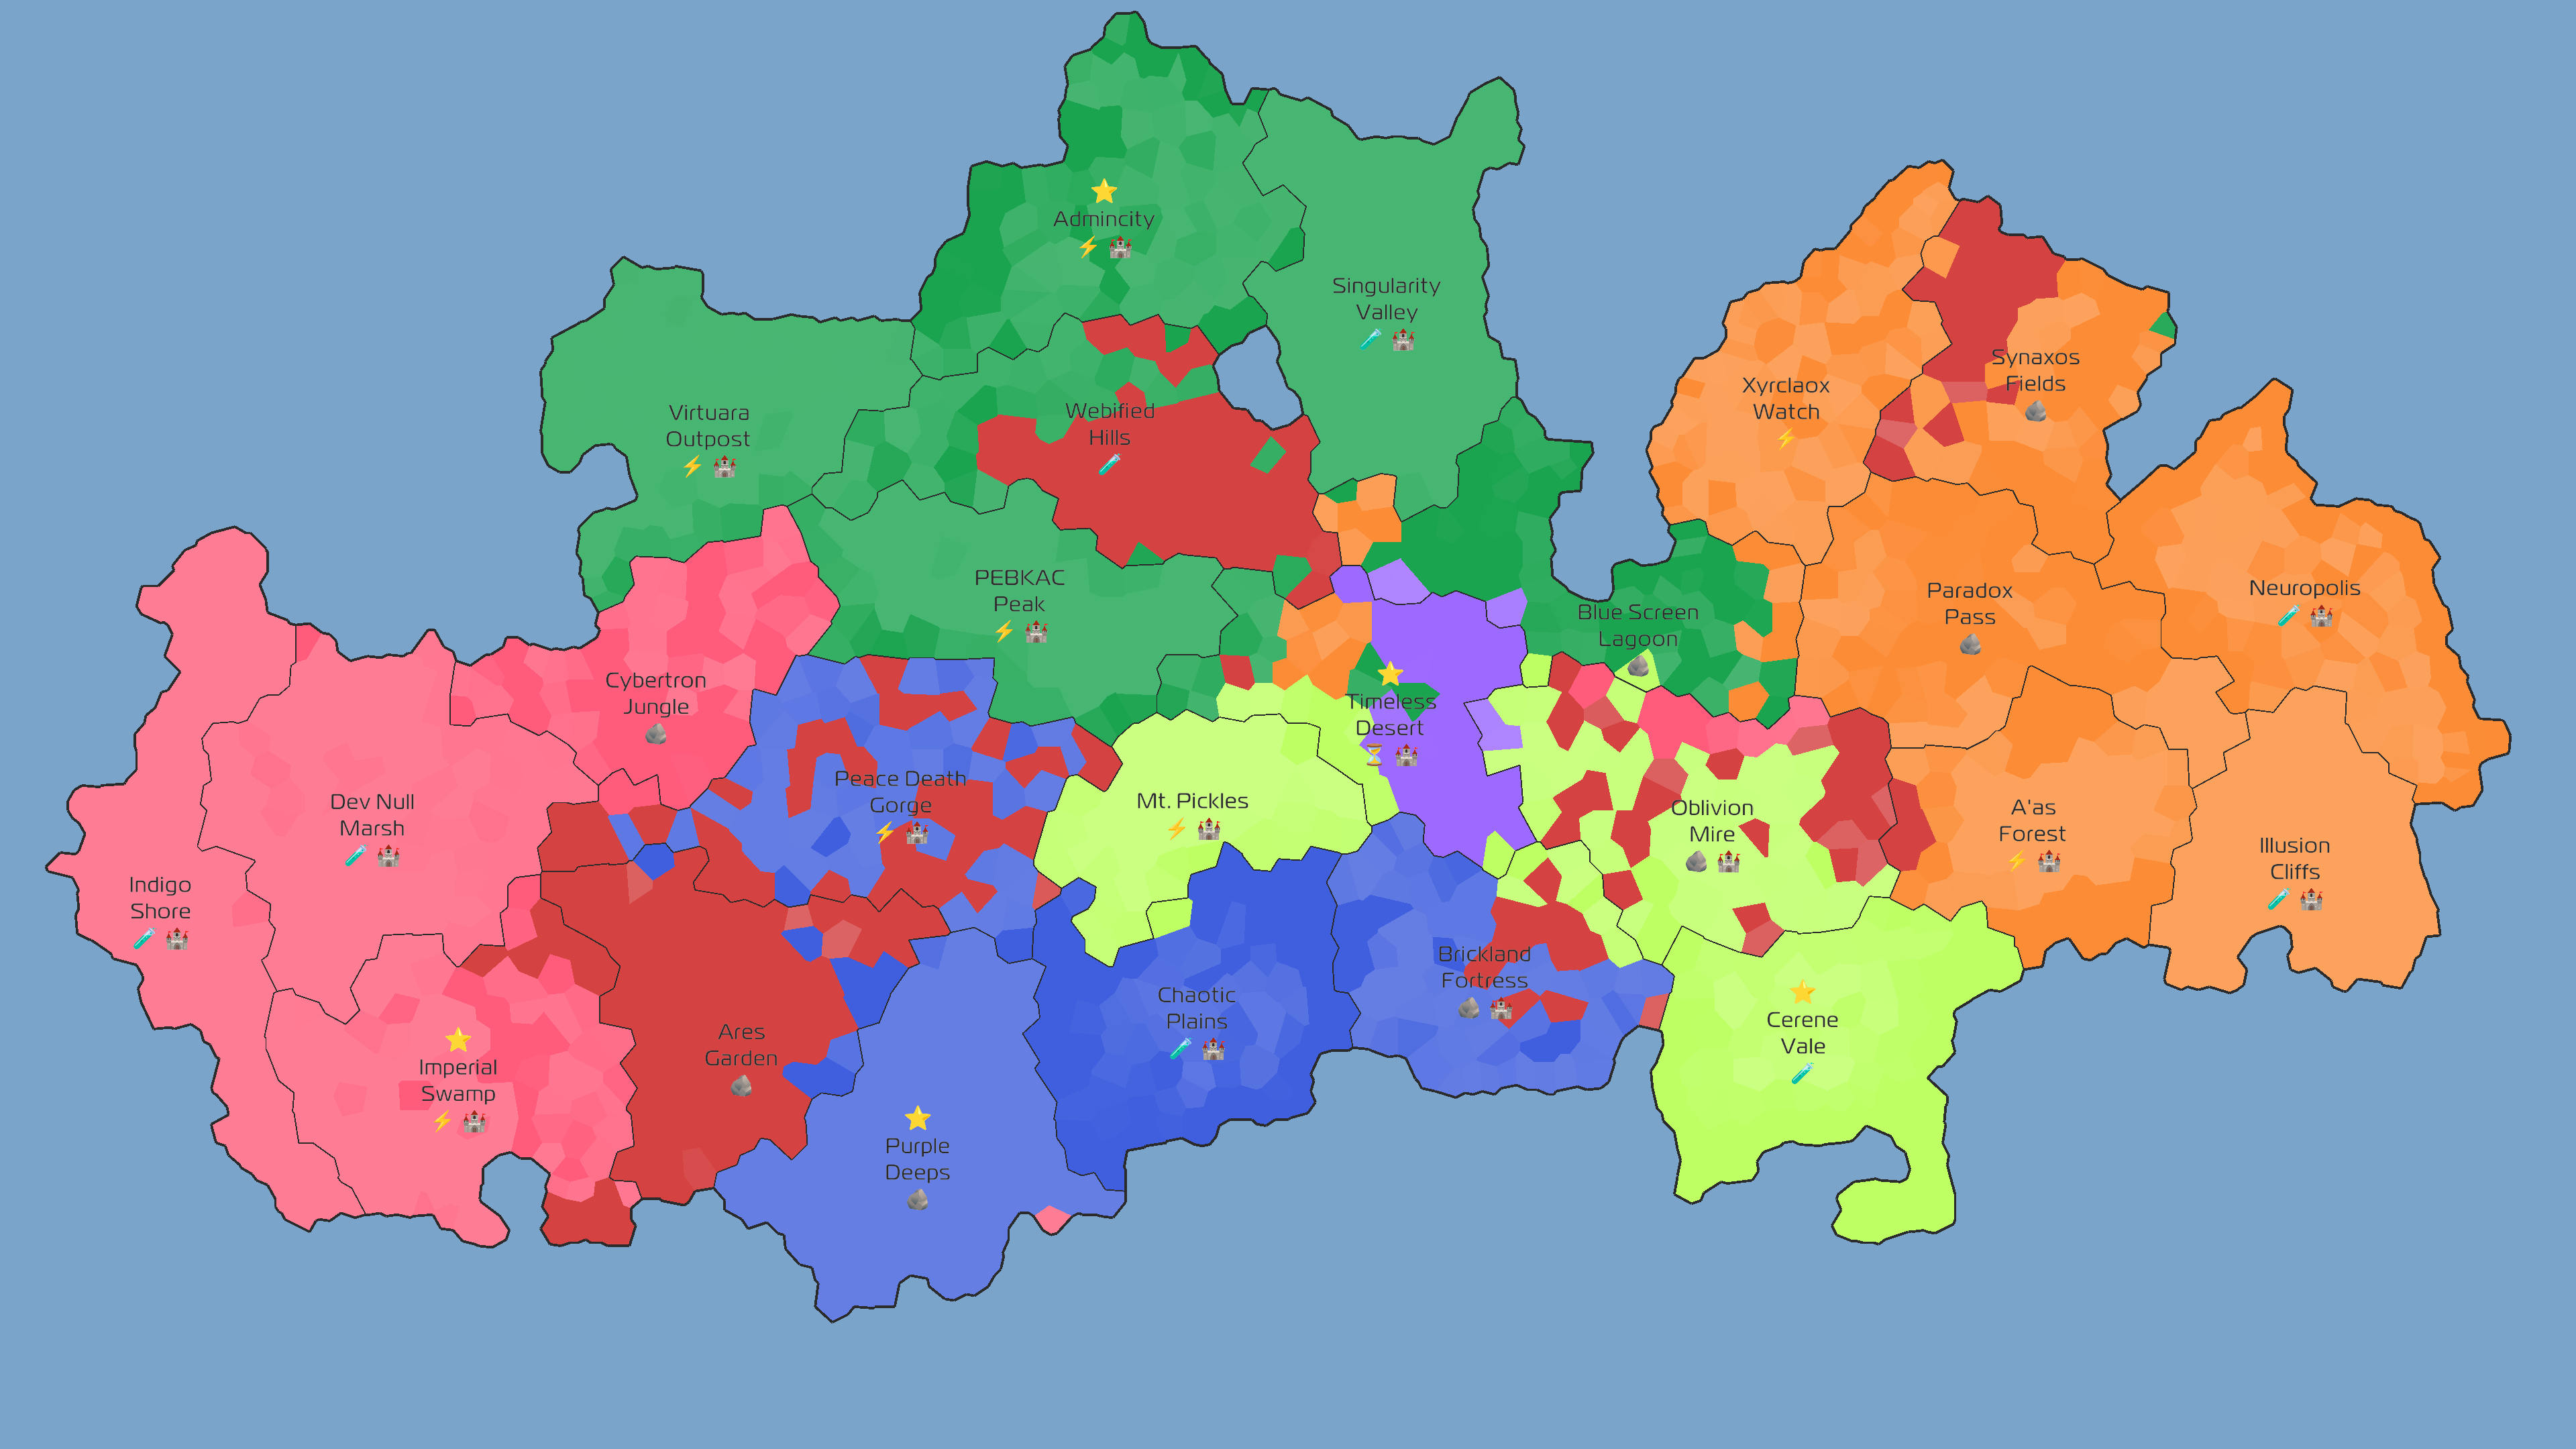 Admincity
Singularity
Valley
Virtuara
Outpost
Webified
Hills
Xyrclaox
Watch
Synaxos
Fields
PEBKAC
Peak
Blue Screen
Lagoon
Paradox
Pass
Neuropolis
Cybertron
Jungle
Timeless
Desert
Dev Null
Marsh
Peace Death
Gorge
Mt. Pickles
Oblivion
Mire
A'as
Forest
Illusion
Cliffs
Indigo
Shore
Brickland
Fortress
Chaotic
Plains
Cerene
Vale
Ares
Garden
Imperial
Swamp
Purple
Deeps